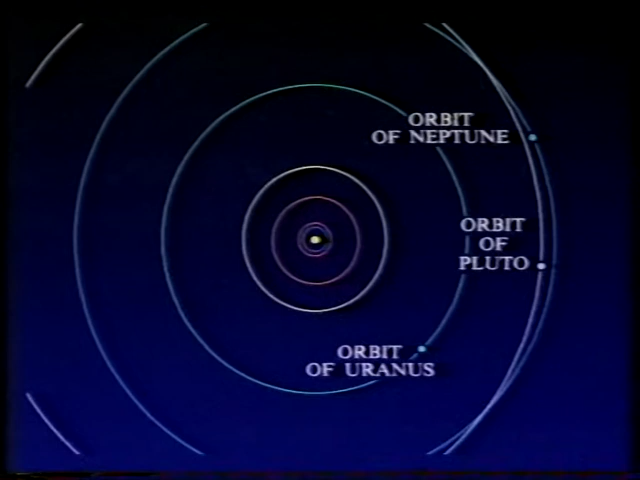 ORBIT
OF NEPTUNE
ORBIT
OF
PLUTO
ORBIT
OF URANUS